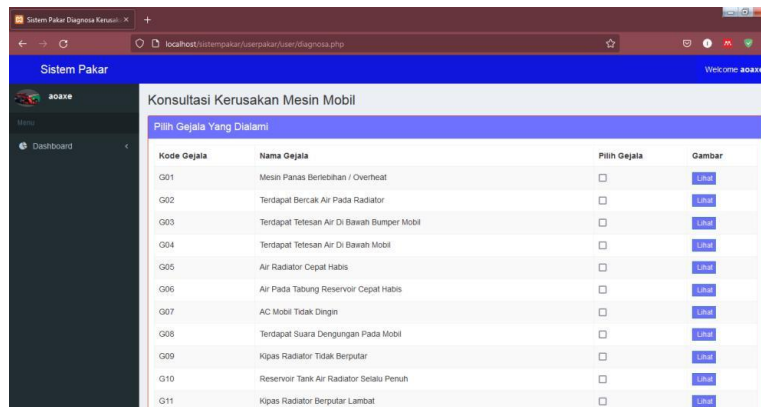 Sistem Pakar Diagnosa Kerusak
localhost/sistempakar/userpakar/user/diagnosa.php
Sistem Pakar
Welcome aoaxe
aoaxe
Menu
Dashboard
Konsultasi Kerusakan Mesin Mobil
Pilih Gejala Yang Dialami
Kode Gejala Nama Gejala Pilih Gejala Gambar
G01 Mesin Panas Berlebihan / Overheat Lihat
G02 Terdapat Bercak Air Pada Radiator Lihat
G03 Terdapat Tetesan Air Di Bawah Bumper Mobil Lihat
G04 Terdapat Tetesan Air Di Bawah Mobil Lihat
G05 Air Radiator Cepat Habis Lihat
G06 Air Pada Tabung Reservoir Cepat Habis Lihat
G07 AC Mobil Tidak Dingin Lihat
G08 Terdapat Suara Dengungan Pada Mobil Lihat
G09 Kipas Radiator Tidak Berputar Lihat
G10 Reservoir Tank Air Radiator Selalu Penuh Lihat
G11 Kipas Radiator Berputar Lambat Lihat